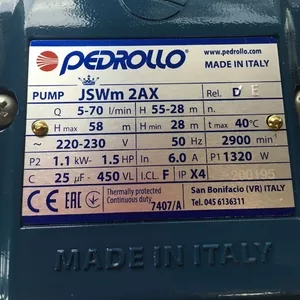 PEDROLLO www.pedrollo.com
MADE IN ITALY
PUMP JSWm 2AX Rel. D E
Q 5-70 l/min H 55-28 m
H max 58 m H min 28 m t max 40°C
~ 220-230 V 50 Hz 2900 min⁻¹
P2 1.1 kW- 1.5 HP In 6.0 A P1 1320 W
C 25 µF - 450 VL I.CL F IP X4
CE EAC Thermally protected
Continuous duty
7407/A
San Bonifacio (VR) ITALY
Tel. 045 6136311
MADE IN ITALY